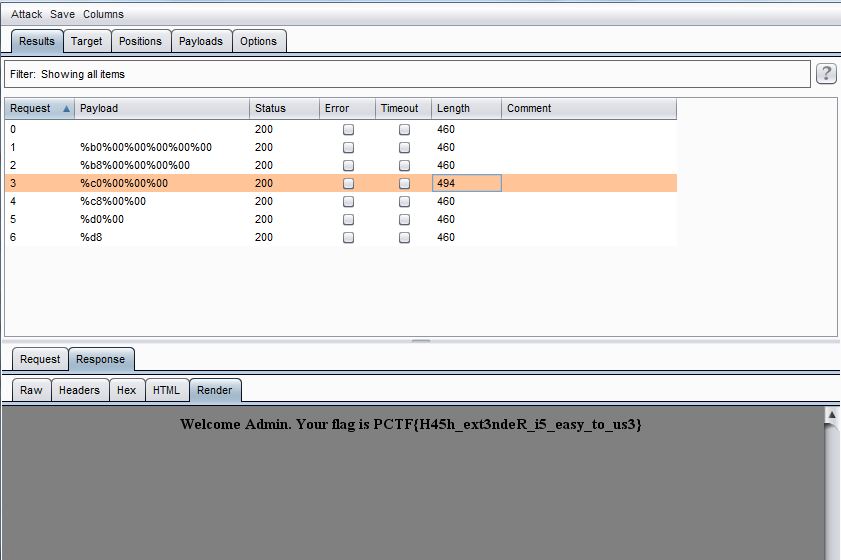 Attack Save Columns
Results Target Positions Payloads Options
Filter: Showing all items ?
Request Payload Status Error Timeout Length Comment
0 200 460
1 %b0%00%00%00%00%00 200 460
2 %b8%00%00%00%00 200 460
3 %c0%00%00%00 200 494
4 %c8%00%00 200 460
5 %d0%00 200 460
6 %d8 200 460
Request Response
Raw Headers Hex HTML Render
Welcome Admin. Your flag is PCTF{H45h_ext3ndeR_i5_easy_to_us3}